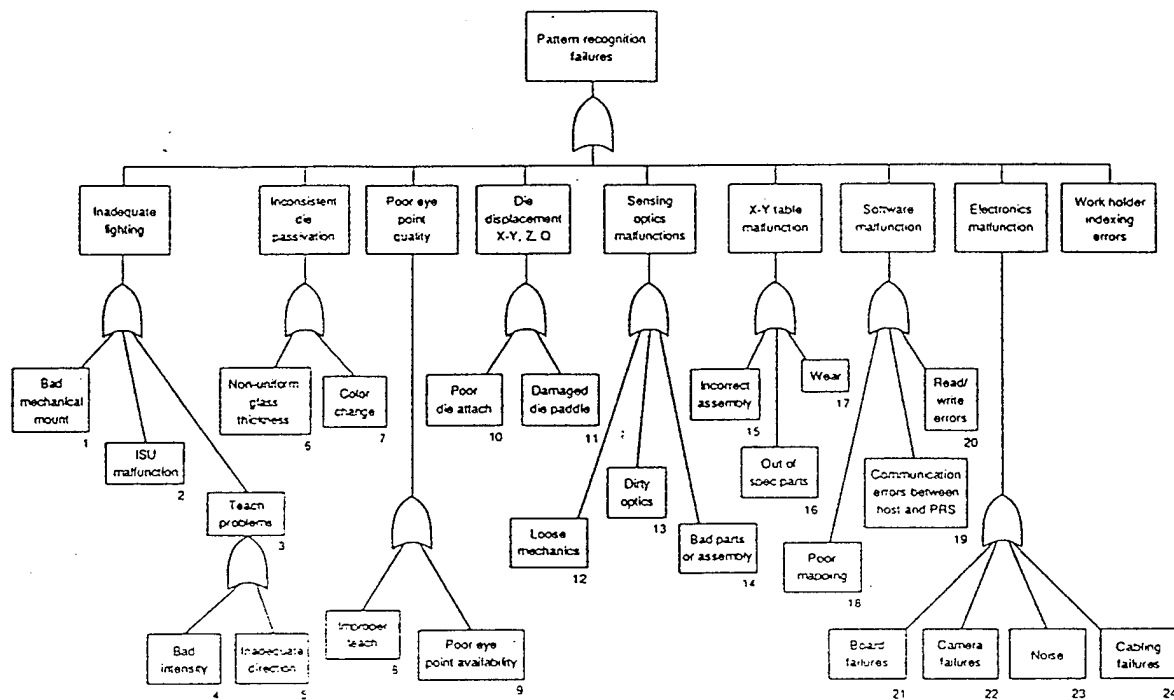 Pattern recognition
failures
Inadequate
lighting
Inconsistent
die
passivation
Poor eye
point
quality
Die
displacement
X-Y, Z, Θ
Sensing
optics
malfunctions
X-Y table
malfunction
Software
malfunction
Electronics
malfunction
Work holder
indexing
errors
Bad
mechanical
mount
1
ISU
malfunction
2
Teach
problems
3
Bad
intensity
4
Inadequate
direction
5
Non-uniform
glass
thickness
6
Color
change
7
Improper
teach
8
Poor eye
point availability
9
Poor
die attach
10
Damaged
die paddle
11
Loose
mechanics
12
Dirty
optics
13
Bad parts
or assembly
14
Incorrect
assembly
15
Out of
spec parts
16
Wear
17
Poor
mapping
18
Communication
errors between
host and PRS
19
Read/
write
errors
20
Board
failures
21
Camera
failures
22
Noise
23
Cabling
failures
24